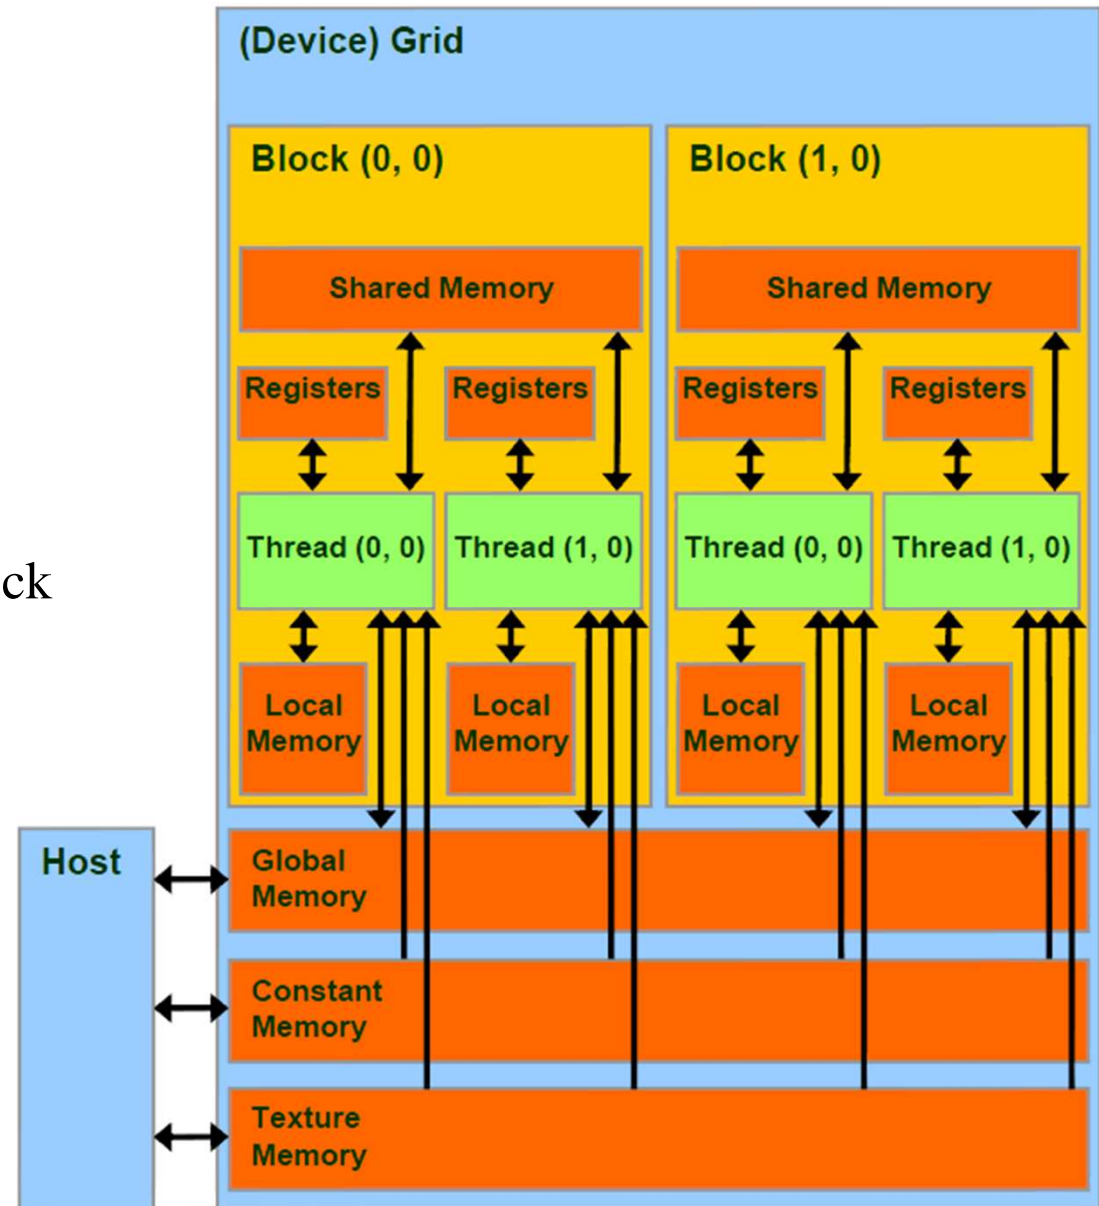 (Device) Grid
Block (0, 0)
Block (1, 0)
Shared Memory
Shared Memory
Registers
Registers
Registers
Registers
ck
Thread (0, 0)
Thread (1, 0)
Thread (0, 0)
Thread (1, 0)
Local
Memory
Local
Memory
Local
Memory
Local
Memory
Host
Global
Memory
Constant
Memory
Texture
Memory